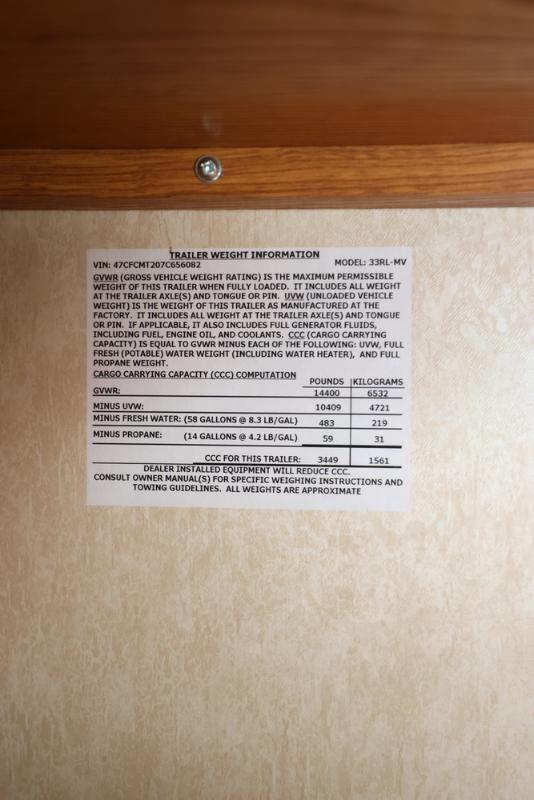 TRAILER WEIGHT INFORMATION
VIN: 47CFCMT207C656082 MODEL: 33RL-MV
GVWR (GROSS VEHICLE WEIGHT RATING) IS THE MAXIMUM PERMISSIBLE
WEIGHT OF THIS TRAILER WHEN FULLY LOADED. IT INCLUDES ALL WEIGHT
AT THE TRAILER AXLE(S) AND TONGUE OR PIN. UVW (UNLOADED VEHICLE
WEIGHT) IS THE WEIGHT OF THIS TRAILER AS MANUFACTURED AT THE
FACTORY. IT INCLUDES ALL WEIGHT AT THE TRAILER AXLE(S) AND TONGUE
OR PIN. IF APPLICABLE, IT ALSO INCLUDES FULL GENERATOR FLUIDS,
INCLUDING FUEL, ENGINE OIL, AND COOLANTS. CCC (CARGO CARRYING
CAPACITY) IS EQUAL TO GVWR MINUS EACH OF THE FOLLOWING: UVW, FULL
FRESH (POTABLE) WATER WEIGHT (INCLUDING WATER HEATER), AND FULL
PROPANE WEIGHT.
CARGO CARRYING CAPACITY (CCC) COMPUTATION
POUNDS KILOGRAMS
GVWR: 14400 6532
MINUS UVW: 10409 4721
MINUS FRESH WATER: (58 GALLONS @ 8.3 LB/GAL) 483 219
MINUS PROPANE: (14 GALLONS @ 4.2 LB/GAL) 59 31
CCC FOR THIS TRAILER: 3449 1561
DEALER INSTALLED EQUIPMENT WILL REDUCE CCC.
CONSULT OWNER MANUAL(S) FOR SPECIFIC WEIGHING INSTRUCTIONS AND
TOWING GUIDELINES. ALL WEIGHTS ARE APPROXIMATE